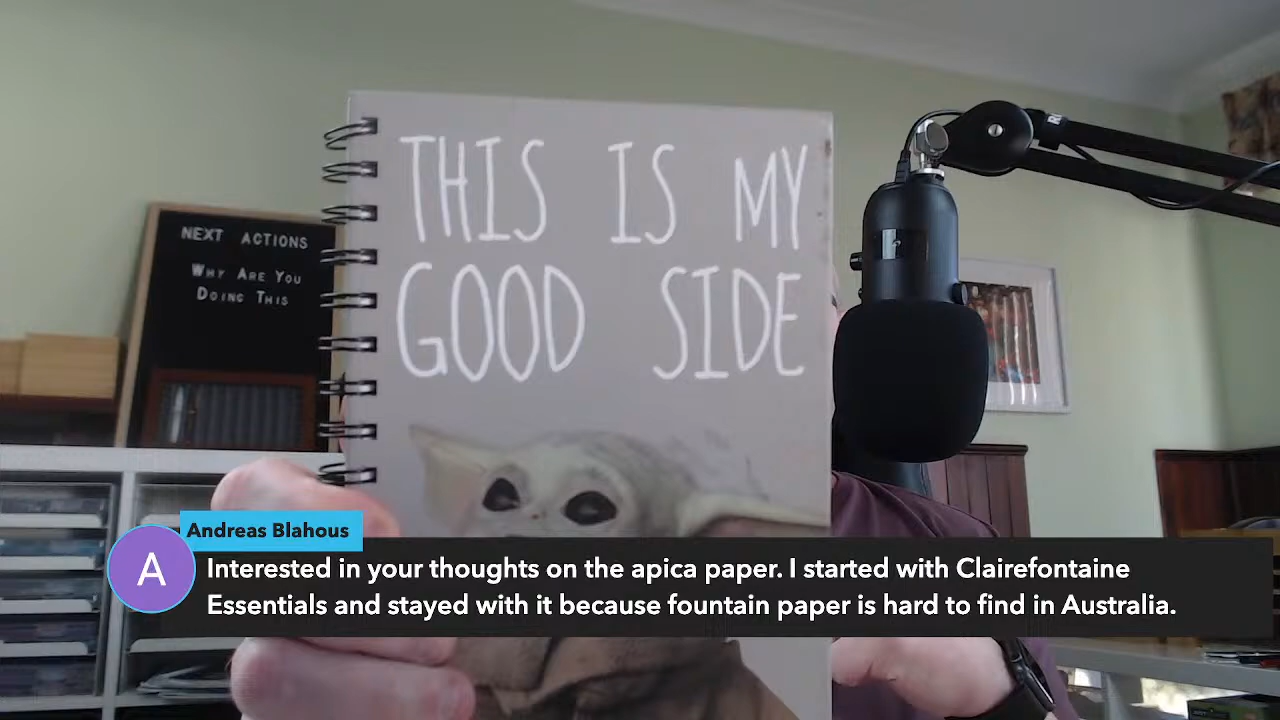 THIS IS MY
GOOD SIDE
NEXT ACTIONS
WHY ARE YOU
DOING THIS
Andreas Blahous
A
Interested in your thoughts on the apica paper. I started with Clairefontaine
Essentials and stayed with it because fountain paper is hard to find in Australia.